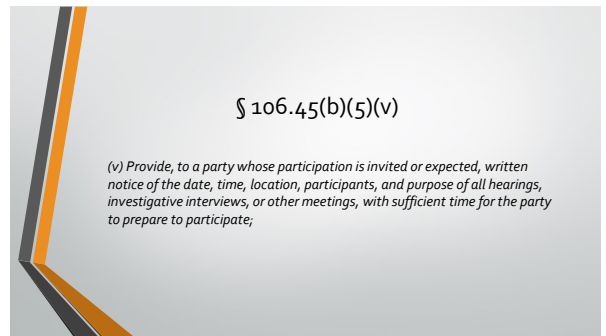 § 106.45(b)(5)(v)
(v) Provide, to a party whose participation is invited or expected, written
notice of the date, time, location, participants, and purpose of all hearings,
investigative interviews, or other meetings, with sufficient time for the party
to prepare to participate;